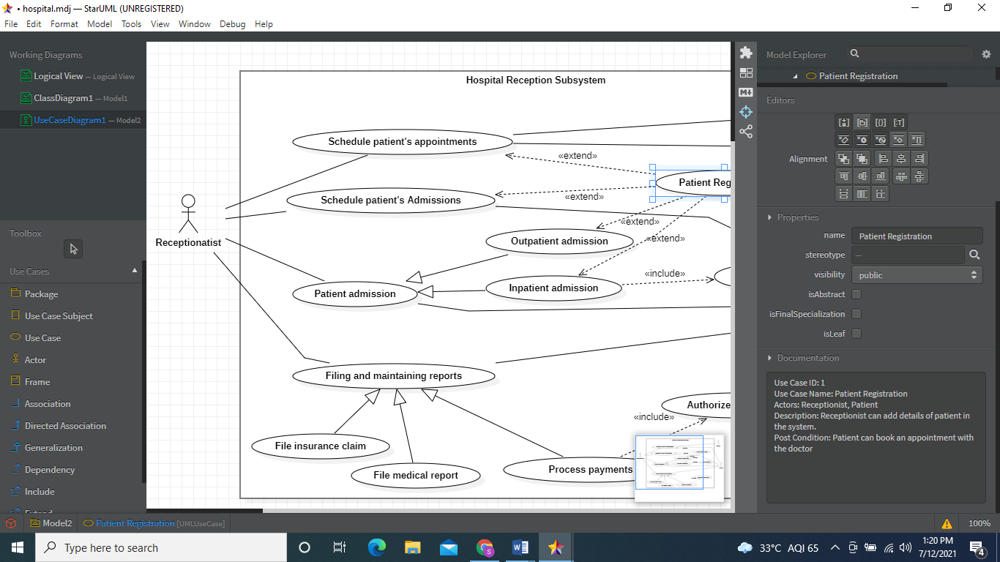 • hospital.mdj — StarUML (UNREGISTERED)
File Edit Format Model Tools View Window Debug Help
Working Diagrams
Logical View — Logical View
ClassDiagram1 — Model1
UseCaseDiagram1 — Model2
Toolbox
Use Cases
Package
Use Case Subject
Use Case
Actor
Frame
Association
Directed Association
Generalization
Dependency
Include
Extend
Hospital Reception Subsystem
Schedule patient's appointments
«extend»
Patient Reg
Schedule patient's Admissions
«extend»
Receptionatist
«extend»
Outpatient admission
«extend»
«include»
Inpatient admission
Patient admission
Filing and maintaining reports
Authorize
«include»
File insurance claim
File medical report
Process payments
M
Model Explorer
Patient Registration
Editors
Alignment
Properties
name Patient Registration
stereotype —
visibility public
isAbstract
isFinalSpecialization
isLeaf
Documentation
Use Case ID: 1
Use Case Name: Patient Registration
Actors: Receptionist, Patient
Description: Receptionist can add details of patient in
the system.
Post Condition: Patient can book an appointment with
the doctor
Model2 Patient Registration [UMLUseCase] 100%
Type here to search
S
W
33°C AQI 65
1:20 PM
7/12/2021
4